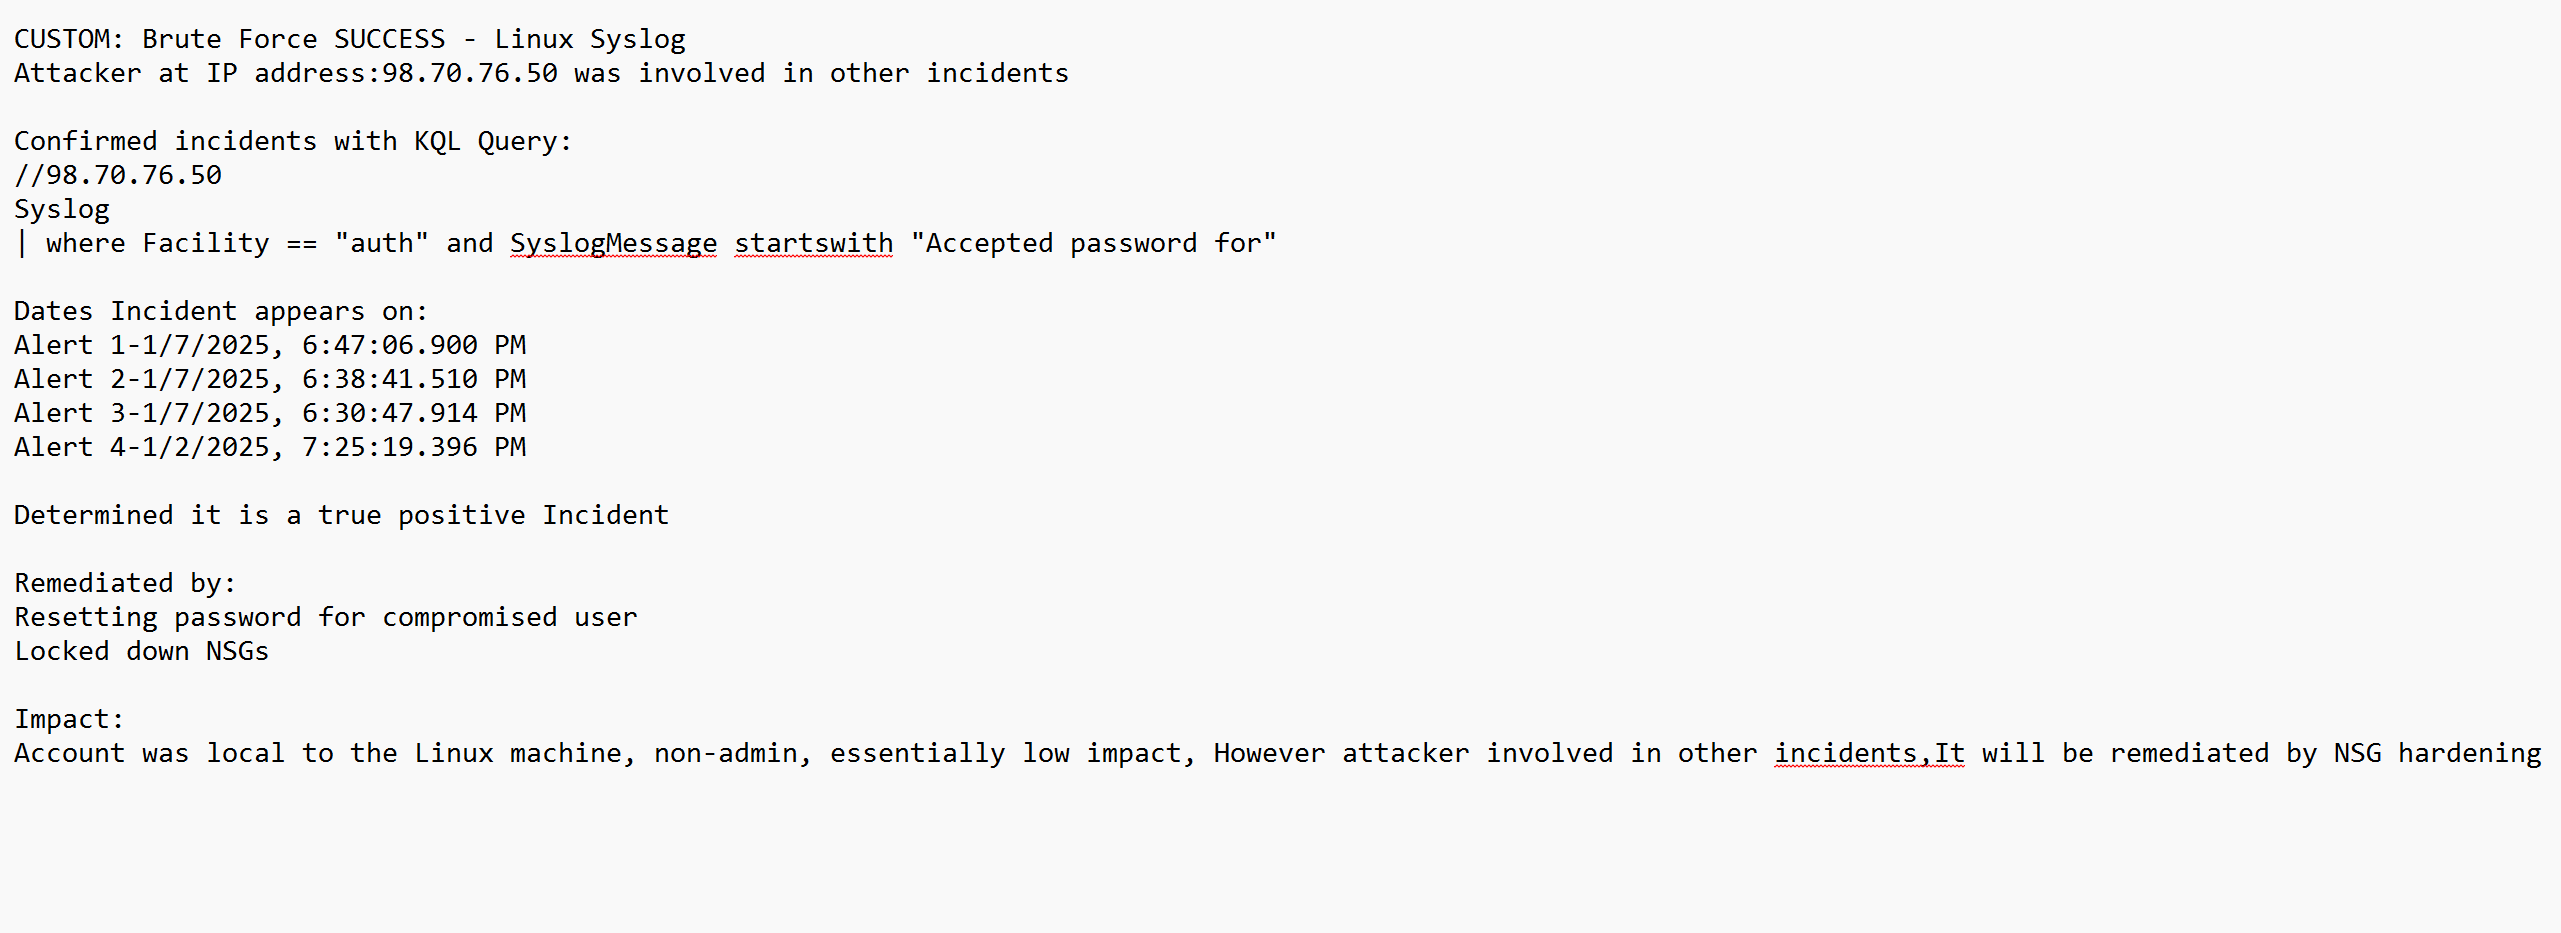 CUSTOM: Brute Force SUCCESS - Linux Syslog
Attacker at IP address:98.70.76.50 was involved in other incidents
Confirmed incidents with KQL Query:
//98.70.76.50
Syslog
| where Facility == "auth" and SyslogMessage startswith "Accepted password for"
Dates Incident appears on:
Alert 1-1/7/2025, 6:47:06.900 PM
Alert 2-1/7/2025, 6:38:41.510 PM
Alert 3-1/7/2025, 6:30:47.914 PM
Alert 4-1/2/2025, 7:25:19.396 PM
Determined it is a true positive Incident
Remediated by:
Resetting password for compromised user
Locked down NSGs
Impact:
Account was local to the Linux machine, non-admin, essentially low impact, However attacker involved in other incidents,It will be remediated by NSG hardening